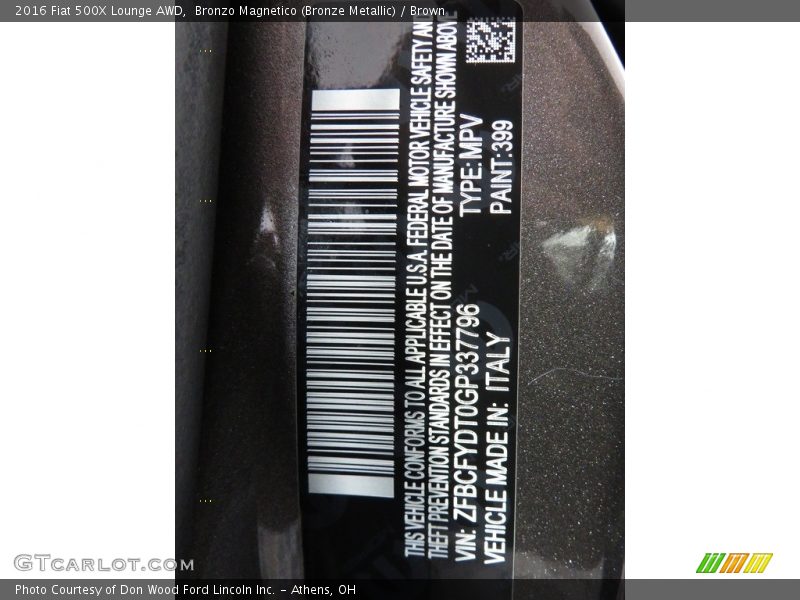 2016 Fiat 500X Lounge AWD, Bronzo Magnetico (Bronze Metallic) / Brown
THIS VEHICLE CONFORMS TO ALL APPLICABLE U.S.A. FEDERAL MOTOR VEHICLE SAFETY AND
THEFT PREVENTION STANDARDS IN EFFECT ON THE DATE OF MANUFACTURE SHOWN ABOVE
VIN: ZFBCFYDT0GP337796 TYPE: MPV
VEHICLE MADE IN: ITALY PAINT: 399
GTCARLOT.COM
Photo Courtesy of Don Wood Ford Lincoln Inc. - Athens, OH